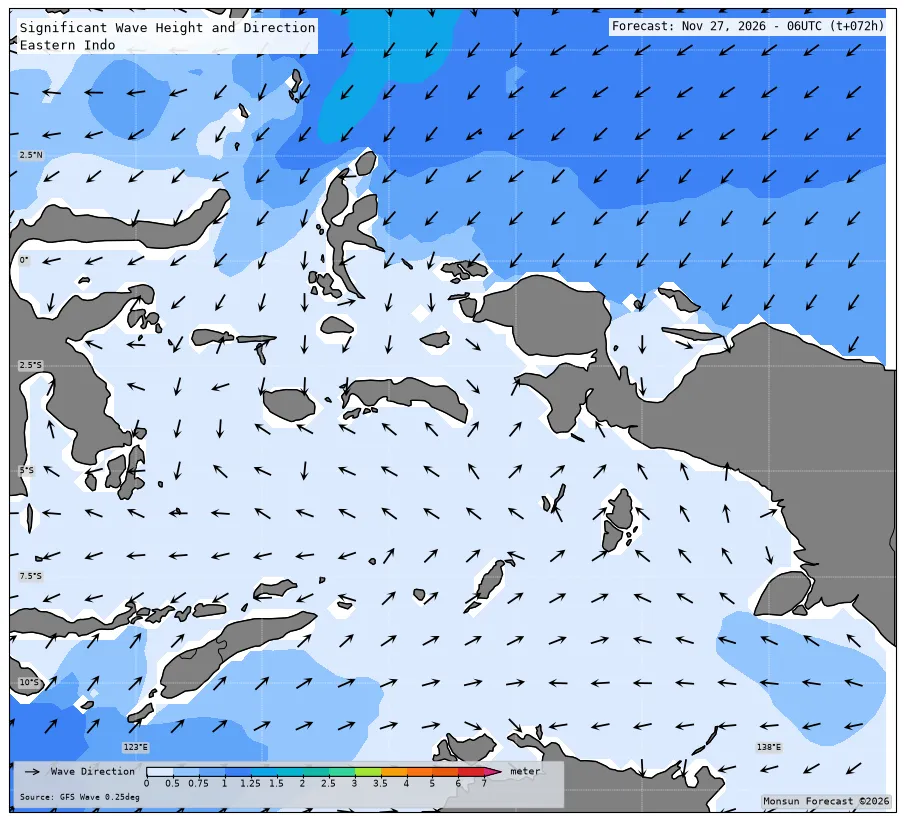 Significant Wave Height and Direction
Eastern Indo
Forecast: Nov 27, 2026 - 06UTC (t+072h)
2.5°N
0°
2.5°S
5°S
7.5°S
10°S
123°E
138°E
Wave Direction
meter
0 0.5 0.75 1 1.25 1.5 2 2.5 3 3.5 4 5 6 7
Source: GFS Wave 0.25deg
Monsun Forecast ©2026